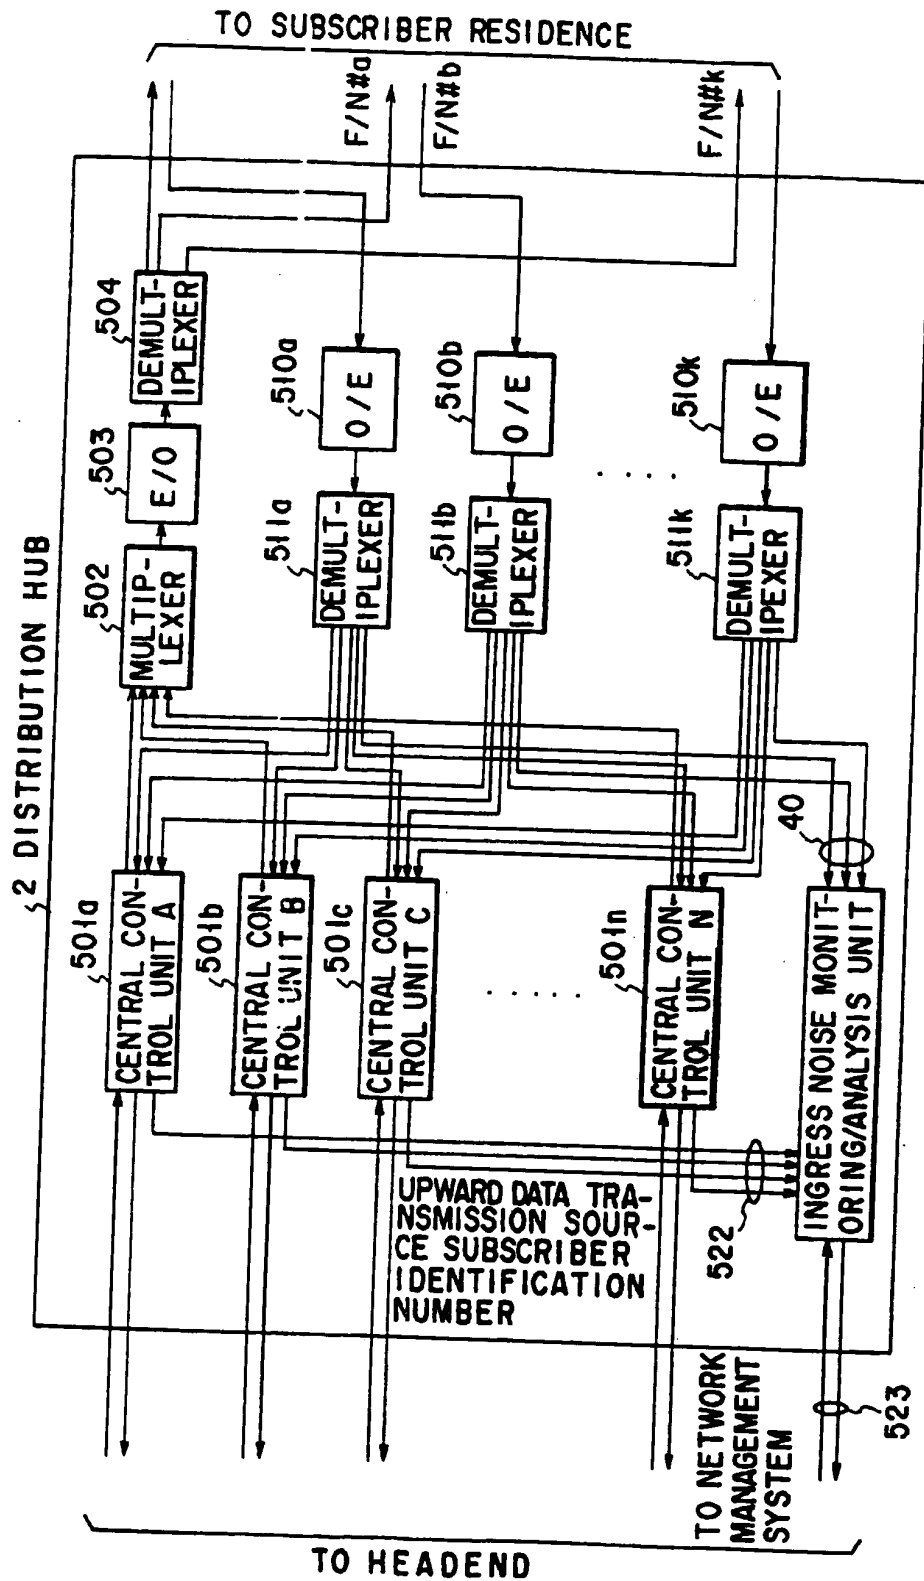 TO SUBSCRIBER RESIDENCE
F/N#a
F/N#b
F/N#k
2 DISTRIBUTION HUB
504
DEMULT-
IPLEXER
503
E/O
502
MULTIP-
LEXER
510a
O/E
510b
O/E
510k
O/E
511a
DEMULT-
IPLEXER
511b
DEMULT-
IPLEXER
511k
DEMULT-
IPEXER
40
501a
CENTRAL CON-
TROL UNIT A
501b
CENTRAL CON-
TROL UNIT B
501c
CENTRAL CON-
TROL UNIT C
501n
CENTRAL CON-
TROL UNIT N
INGRESS NOISE MONIT-
ORING/ANALYSIS UNIT
522
UPWARD DATA TRA-
NSMISSION SOUR-
CE SUBSCRIBER
IDENTIFICATION
NUMBER
TO NETWORK
MANAGEMENT
SYSTEM
523
TO HEADEND